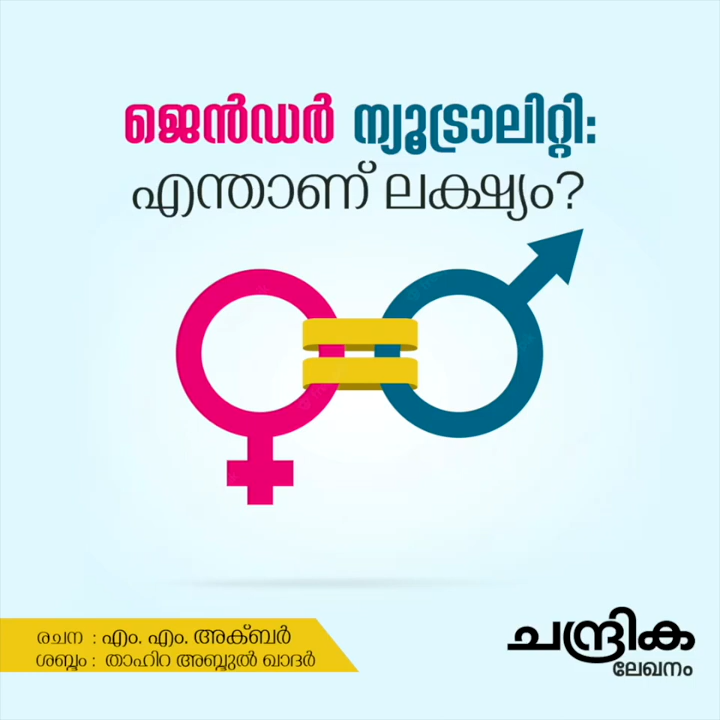 ജെൻഡർ ന്യൂട്രാലിറ്റി:
എന്താണ് ലക്ഷ്യം?
രചന : എം. എം. അക്ബർ
ശബ്ദം : താഹിറ അബ്ദുൽ ഖാദർ
ചന്ദ്രിക
ലേഖനം